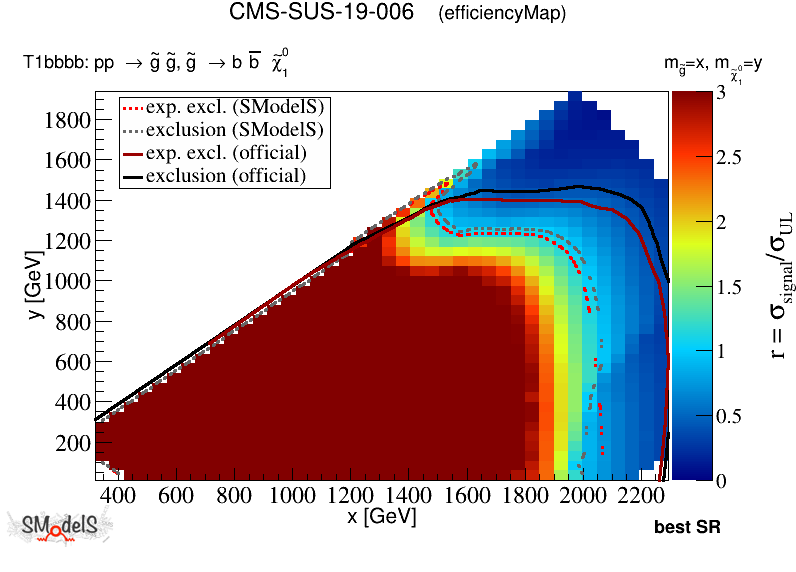 CMS-SUS-19-006 (efficiencyMap)
T1bbbb: pp → g̃ g̃, g̃ → b b̅ χ̃₁⁰
m_g̃=x, m_χ̃₁⁰=y
exp. excl. (SModelS)
exclusion (SModelS)
exp. excl. (official)
exclusion (official)
y [GeV]
1800
1600
1400
1200
1000
800
600
400
200
400 600 800 1000 1200 1400 1600 1800 2000 2200
x [GeV]
3
2.5
2
1.5
1
0.5
0
r = σ_signal/σ_UL
SModelS
best SR